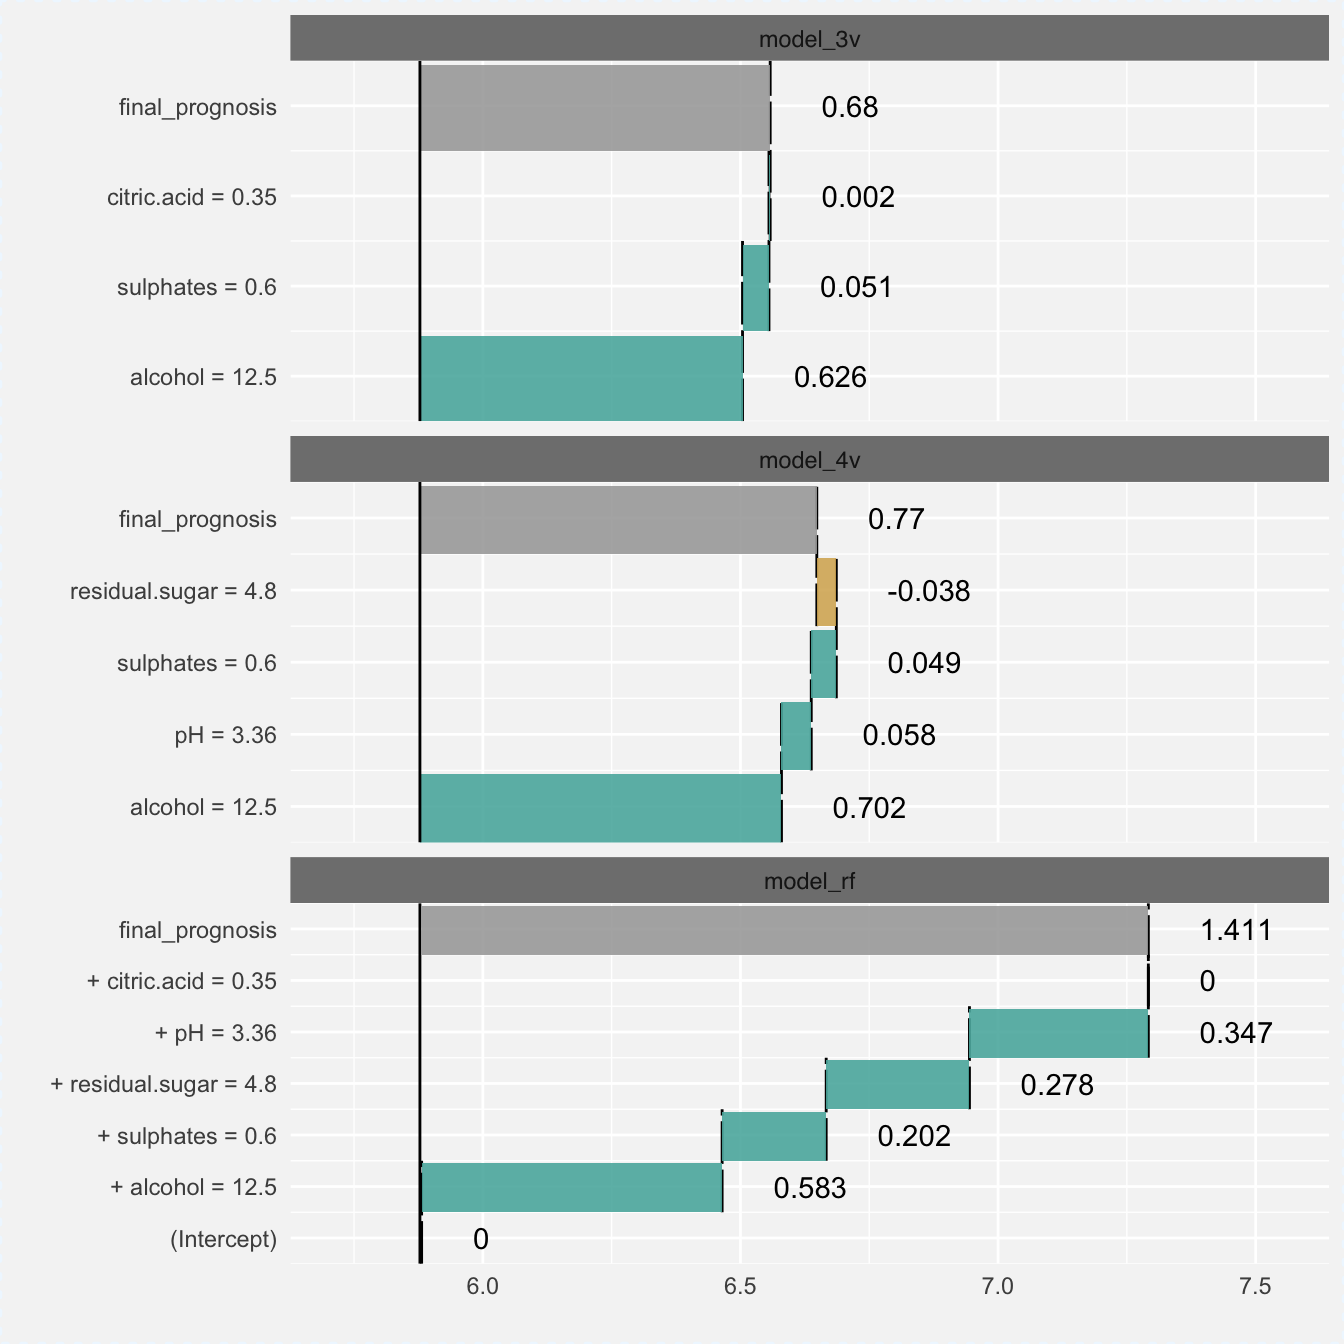 model_3v
final_prognosis 0.68
citric.acid = 0.35 0.002
sulphates = 0.6 0.051
alcohol = 12.5 0.626
model_4v
final_prognosis 0.77
residual.sugar = 4.8 -0.038
sulphates = 0.6 0.049
pH = 3.36 0.058
alcohol = 12.5 0.702
model_rf
final_prognosis 1.411
+ citric.acid = 0.35 0
+ pH = 3.36 0.347
+ residual.sugar = 4.8 0.278
+ sulphates = 0.6 0.202
+ alcohol = 12.5 0.583
(Intercept) 0
6.0 6.5 7.0 7.5